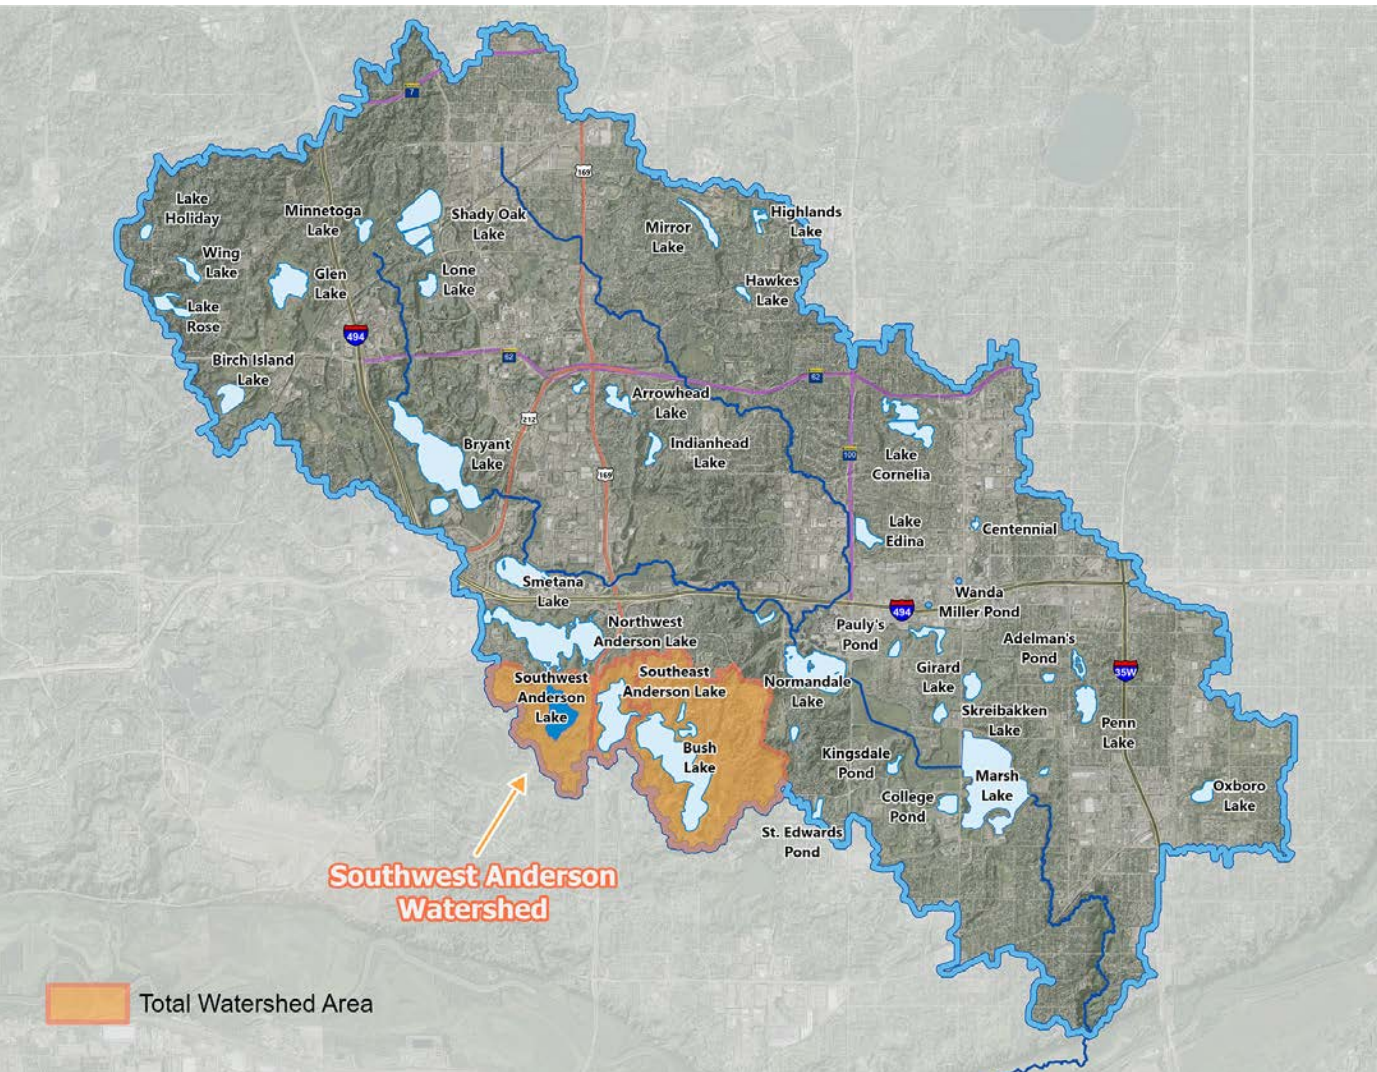 7
169
Lake
Holiday
Minnetoga
Lake
Shady Oak
Lake
Mirror
Lake
Highlands
Lake
Wing
Lake
Glen
Lake
Lone
Lake
Hawkes
Lake
Lake
Rose
494
Birch Island
Lake
62
62
Arrowhead
Lake
212
Bryant
Lake
Indianhead
Lake
169
100
Lake
Cornelia
Lake
Edina
Centennial
Smetana
Lake
Wanda
Miller Pond
494
Northwest
Anderson Lake
Pauly's
Pond
Adelman's
Pond
Girard
Lake
35W
Southwest
Anderson
Lake
Southeast
Anderson Lake
Normandale
Lake
Skreibakken
Lake
Penn
Lake
Bush
Lake
Kingsdale
Pond
Marsh
Lake
College
Pond
Oxboro
Lake
St. Edwards
Pond
Southwest Anderson
Watershed
Total Watershed Area